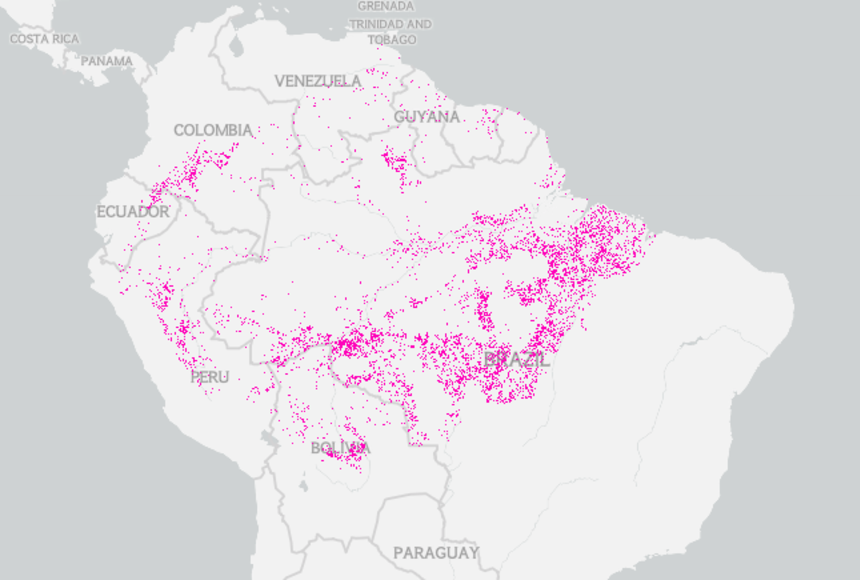 GRENADA
TRINIDAD AND
TOBAGO
COSTA RICA
PANAMA
VENEZUELA
GUYANA
COLOMBIA
ECUADOR
BRAZIL
PERU
BOLIVIA
PARAGUAY